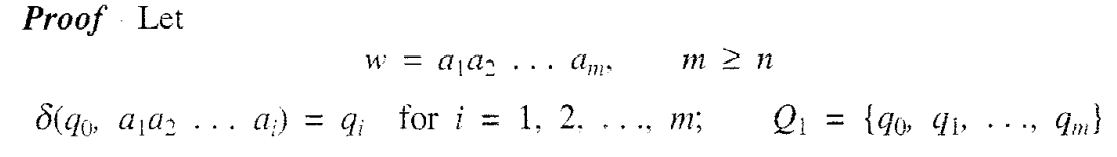 Proof Let
w = a₁a₂ ... aₘ, m ≥ n
δ(q₀, a₁a₂ ... aᵢ) = qᵢ for i = 1, 2, ..., m; Q₁ = {q₀, q₁, ..., qₘ}